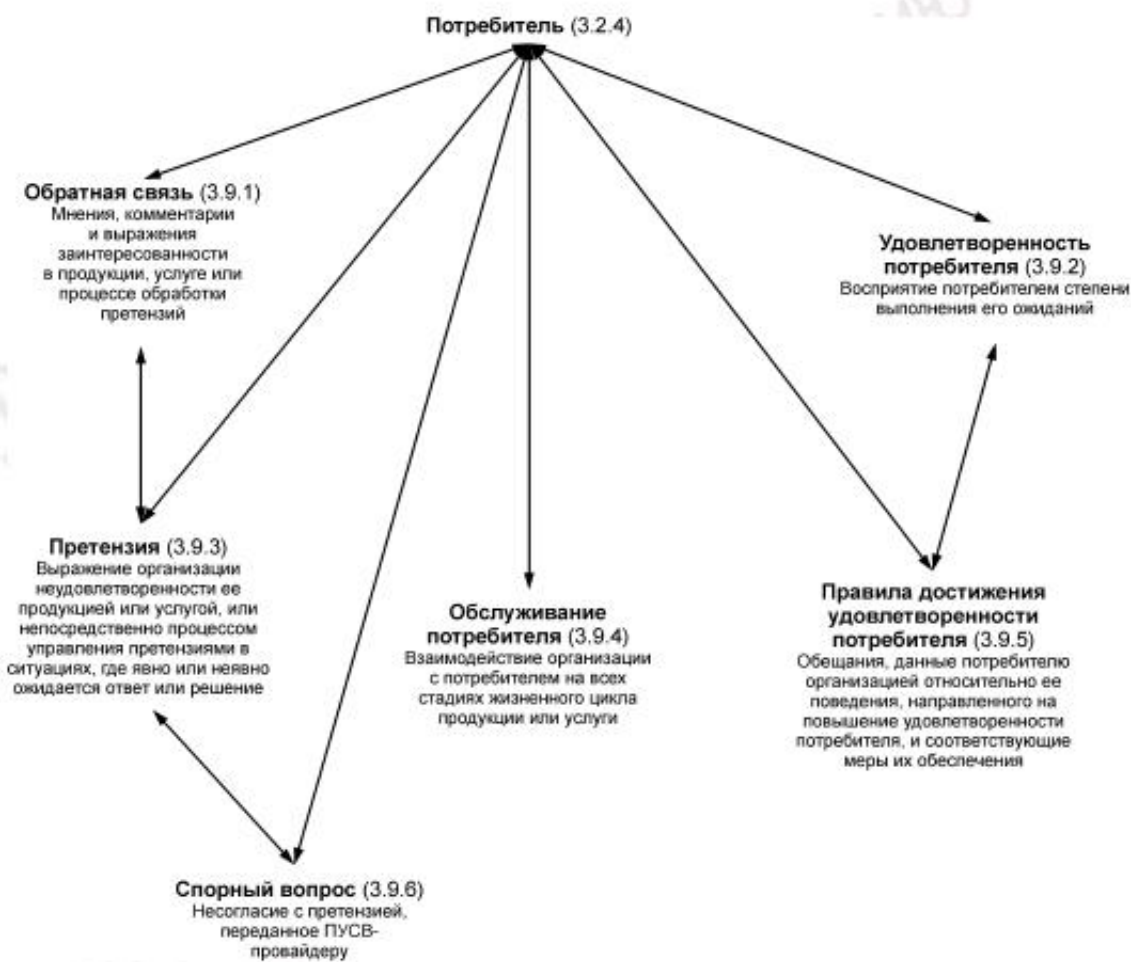 Потребитель (3.2.4)
Обратная связь (3.9.1)
Мнения, комментарии
и выражения
заинтересованности
в продукции, услуге или
процессе обработки
претензий
Удовлетворенность
потребителя (3.9.2)
Восприятие потребителем степени
выполнения его ожиданий
Претензия (3.9.3)
Выражение организации
неудовлетворенности ее
продукцией или услугой, или
непосредственно процессом
управления претензиями в
ситуациях, где явно или неявно
ожидается ответ или решение
Обслуживание
потребителя (3.9.4)
Взаимодействие организации
с потребителем на всех
стадиях жизненного цикла
продукции или услуги
Правила достижения
удовлетворенности
потребителя (3.9.5)
Обещания, данные потребителю
организацией относительно ее
поведения, направленного на
повышение удовлетворенности
потребителя, и соответствующие
меры их обеспечения
Спорный вопрос (3.9.6)
Несогласие с претензией,
переданное ПУСВ-
провайдеру